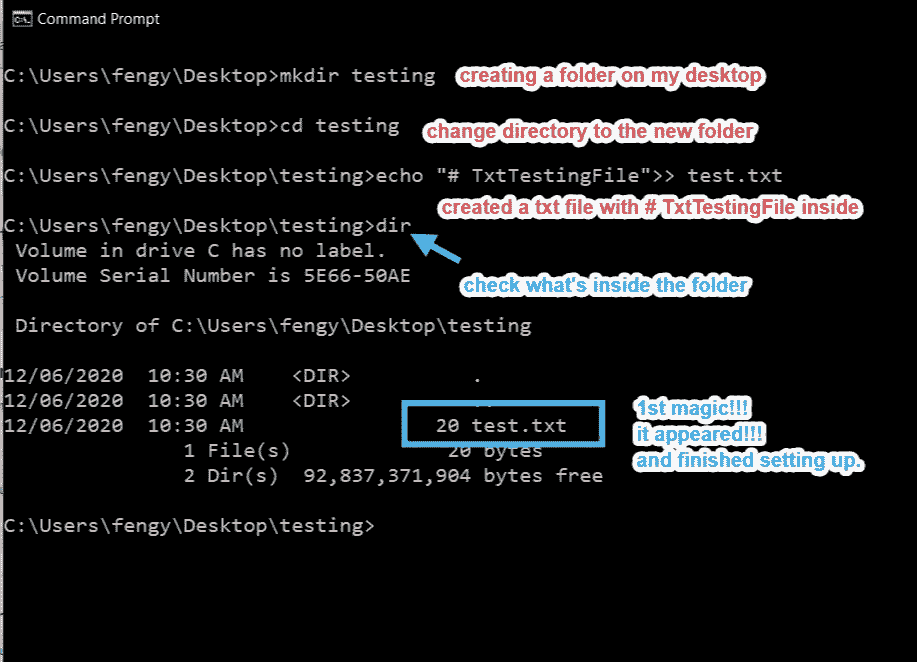 Command Prompt
C:\Users\fengy\Desktop>mkdir testing creating a folder on my desktop
C:\Users\fengy\Desktop>cd testing change directory to the new folder
C:\Users\fengy\Desktop\testing>echo "# TxtTestingFile">> test.txt
created a txt file with # TxtTestingFile inside
C:\Users\fengy\Desktop\testing>dir
Volume in drive C has no label.
Volume Serial Number is 5E66-50AE
check what's inside the folder
Directory of C:\Users\fengy\Desktop\testing
12/06/2020 10:30 AM <DIR> .
12/06/2020 10:30 AM <DIR>
12/06/2020 10:30 AM 20 test.txt
1 File(s) 20 bytes
2 Dir(s) 92,837,371,904 bytes free
1st magic!!!
it appeared!!!
and finished setting up.
C:\Users\fengy\Desktop\testing>